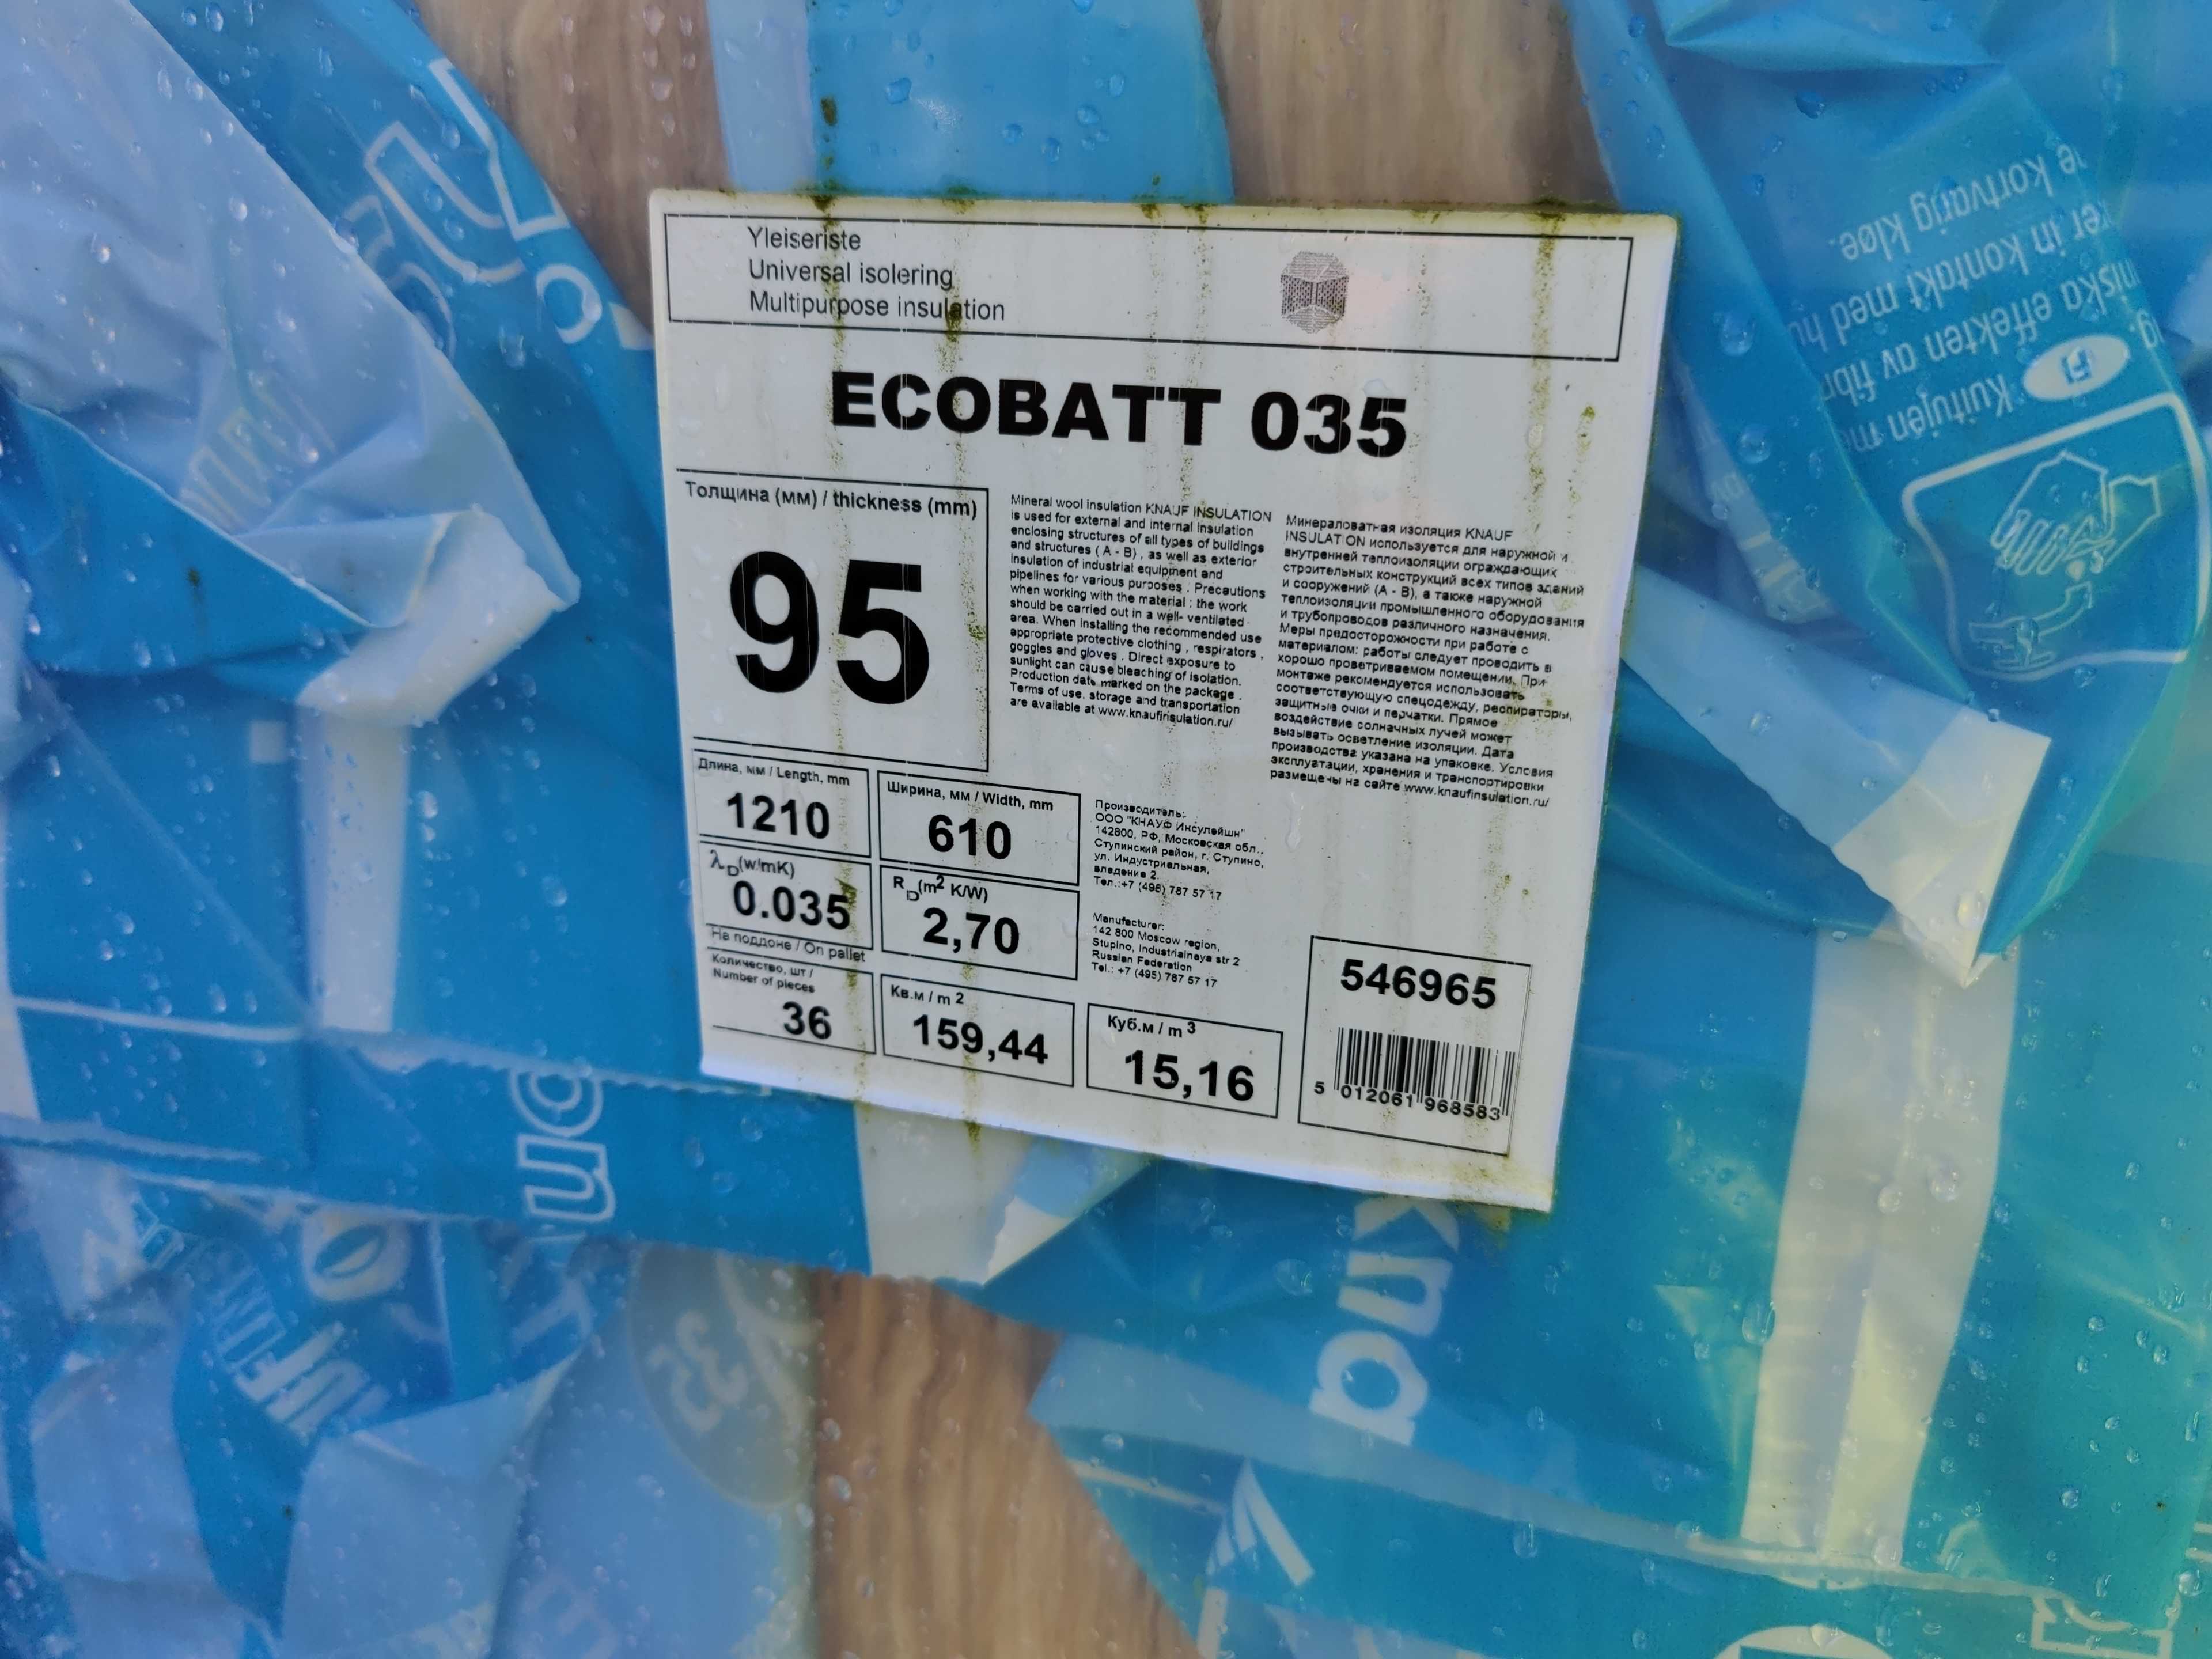 Yleiseriste
Universal isolering
Multipurpose insulation
ECOBATT 035
Толщина (мм) / thickness (mm)
95
Mineral wool insulation KNAUF INSULATION
is used for external and internal insulation
enclosing structures of all types of buildings
and structures ( A - B) , as well as exterior
insulation of industrial equipment and
pipelines for various purposes . Precautions
when working with the material : the work
should be carried out in a well- ventilated
area. When installing the recommended use
appropriate protective clothing , respirators ,
goggles and gloves . Direct exposure to
sunlight can cause bleaching of isolation.
Production date marked on the package .
Terms of use, storage and transportation
are available at www.knaufinsulation.ru/
Минераловатная изоляция KNAUF
INSULATION используется для наружной и
внутренней теплоизоляции ограждающих
строительных конструкций всех типов зданий
и сооружений (А - В), а также наружной
теплоизоляции промышленного оборудования
и трубопроводов различного назначения.
Меры предосторожности при работе с
материалом: работы следует проводить в
хорошо проветриваемом помещении. При
монтаже рекомендуется использовать
соответствующую спецодежду, респираторы,
защитные очки и перчатки. Прямое
воздействие солнечных лучей может
вызывать осветление изоляции. Дата
производства указана на упаковке. Условия
эксплуатации, хранения и транспортировки
размещены на сайте www.knaufinsulation.ru/
Длина, мм / Length, mm
1210
Ширина, мм / Width, mm
610
λD(w/mK)
0.035
RD(m2 K/W)
2,70
На поддоне / On pallet
Количество, шт /
Number of pieces
36
Кв.м / m 2
159,44
Куб.м / m 3
15,16
Производитель:
ООО "КНАУФ Инсулейшн"
142800, РФ, Московская обл.,
Ступинский район, г. Ступино,
ул. Индустриальная,
владение 2.
Тел.:+7 (495) 787 57 17
Manufacturer:
142 800 Moscow region,
Stupino, Industrialnaya str 2
Russian Federation
Tel.: +7 (495) 787 57 17
546965
5 012061 968583
FI
Kuitujen
effekten av
in kontakt med
kortvarig kløe.
kna
032